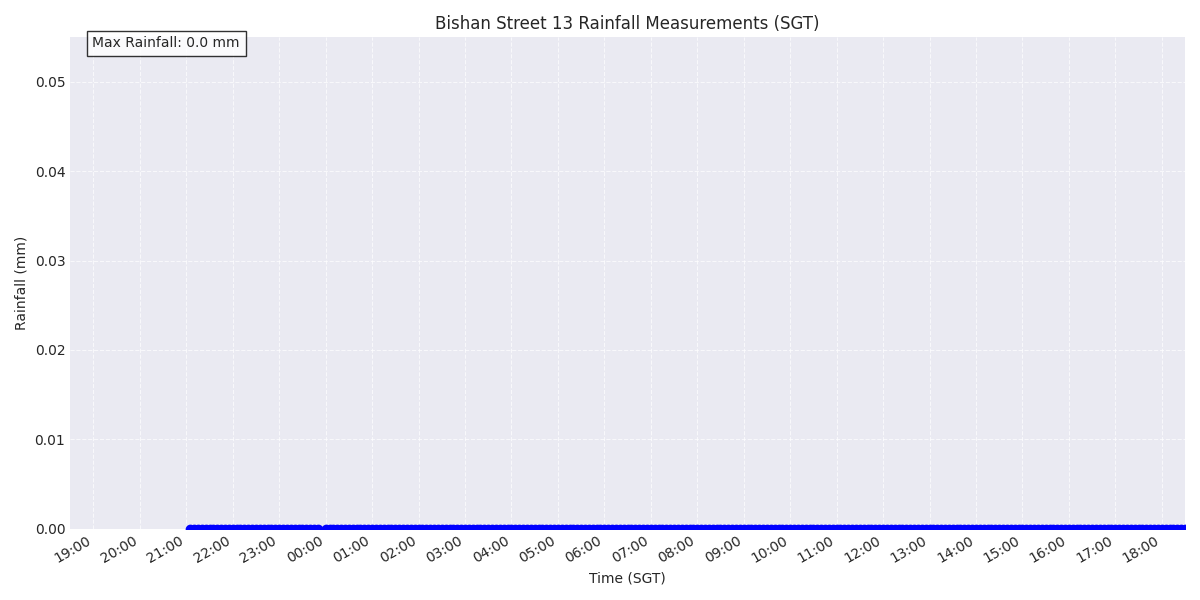 Bishan Street 13 Rainfall Measurements (SGT)
Max Rainfall: 0.0 mm
0.05
0.04
0.03
0.02
0.01
0.00
Rainfall (mm)
19:00 20:00 21:00 22:00 23:00 00:00 01:00 02:00 03:00 04:00 05:00 06:00 07:00 08:00 09:00 10:00 11:00 12:00 13:00 14:00 15:00 16:00 17:00 18:00
Time (SGT)